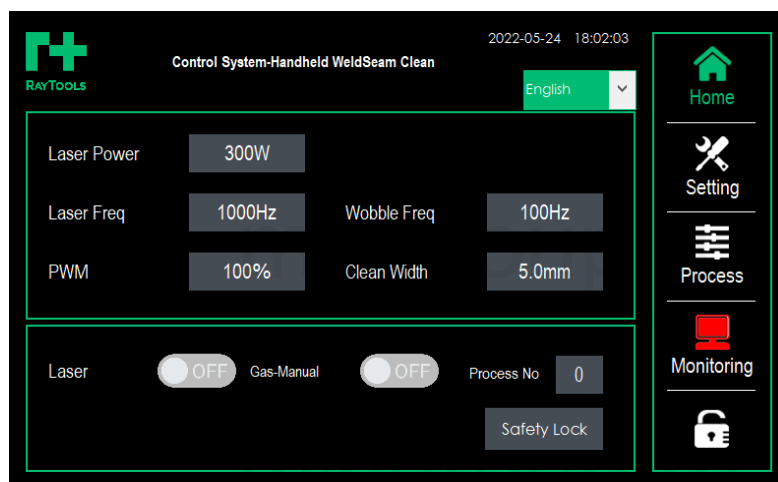 2022-05-24 18:02:03
Control System-Handheld WeldSeam Clean
RAYTOOLS
English
Home
Laser Power 300W
Setting
Laser Freq 1000Hz Wobble Freq 100Hz
PWM 100% Clean Width 5.0mm
Process
Laser OFF Gas-Manual OFF Process No 0
Monitoring
Safety Lock